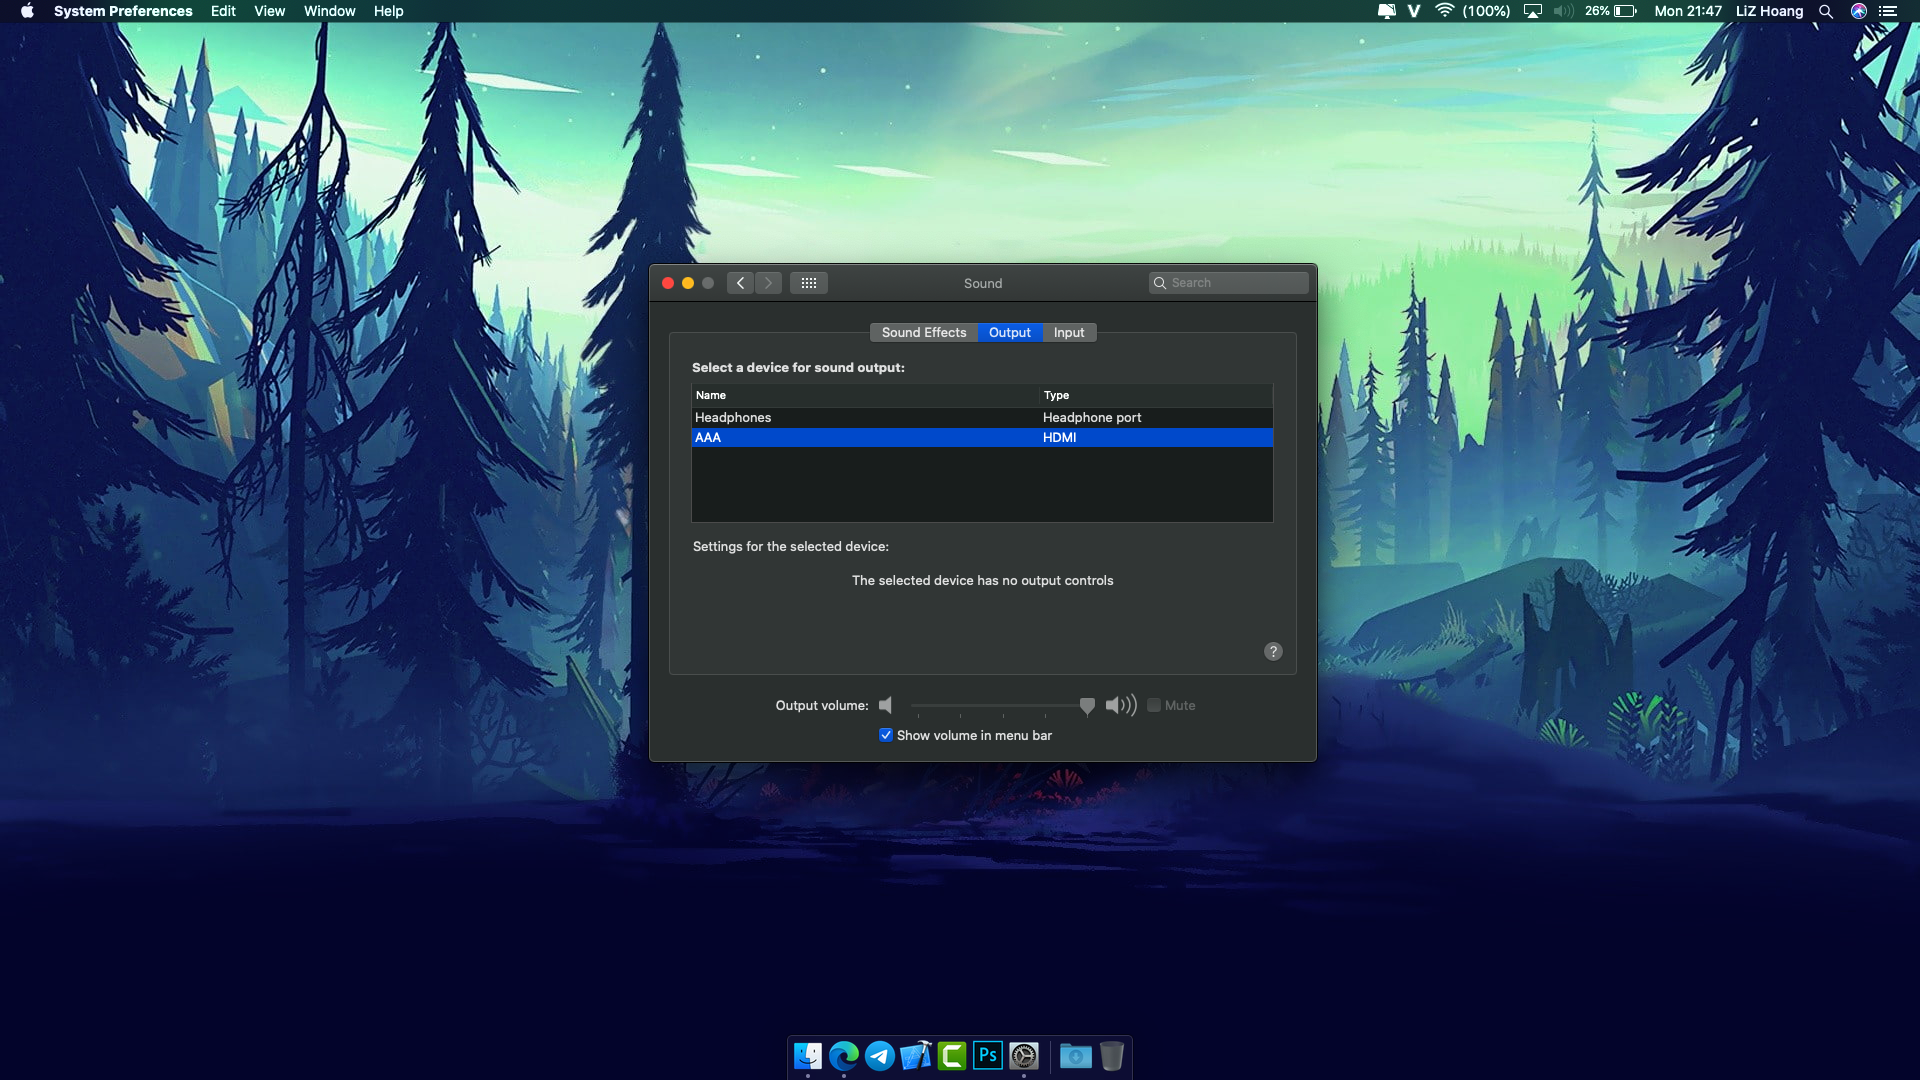 System Preferences Edit View Window Help V (100%) 26% Mon 21:47 LiZ Hoang
Sound Search
Sound Effects Output Input
Select a device for sound output:
Name Type
Headphones Headphone port
AAA HDMI
Settings for the selected device:
The selected device has no output controls
?
Output volume: Mute
Show volume in menu bar
Ps